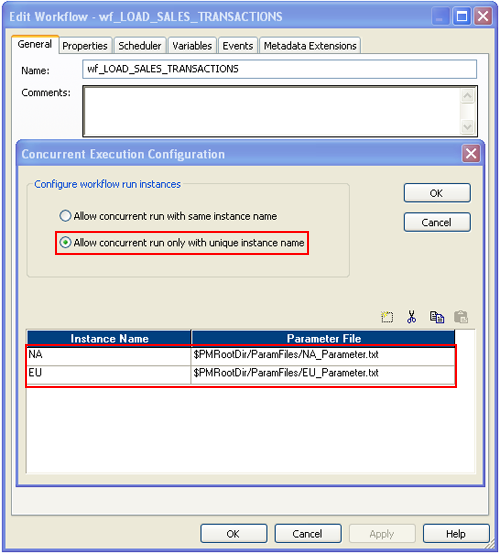 Edit Workflow - wf_LOAD_SALES_TRANSACTIONS
General Properties Scheduler Variables Events Metadata Extensions
Name: wf_LOAD_SALES_TRANSACTIONS
Comments:
Concurrent Execution Configuration
Configure workflow run instances
OK
Allow concurrent run with same instance name
Cancel
Allow concurrent run only with unique instance name
Instance Name Parameter File
NA $PMRootDir/ParamFiles/NA_Parameter.txt
EU $PMRootDir/ParamFiles/EU_Parameter.txt
OK Cancel Apply Help